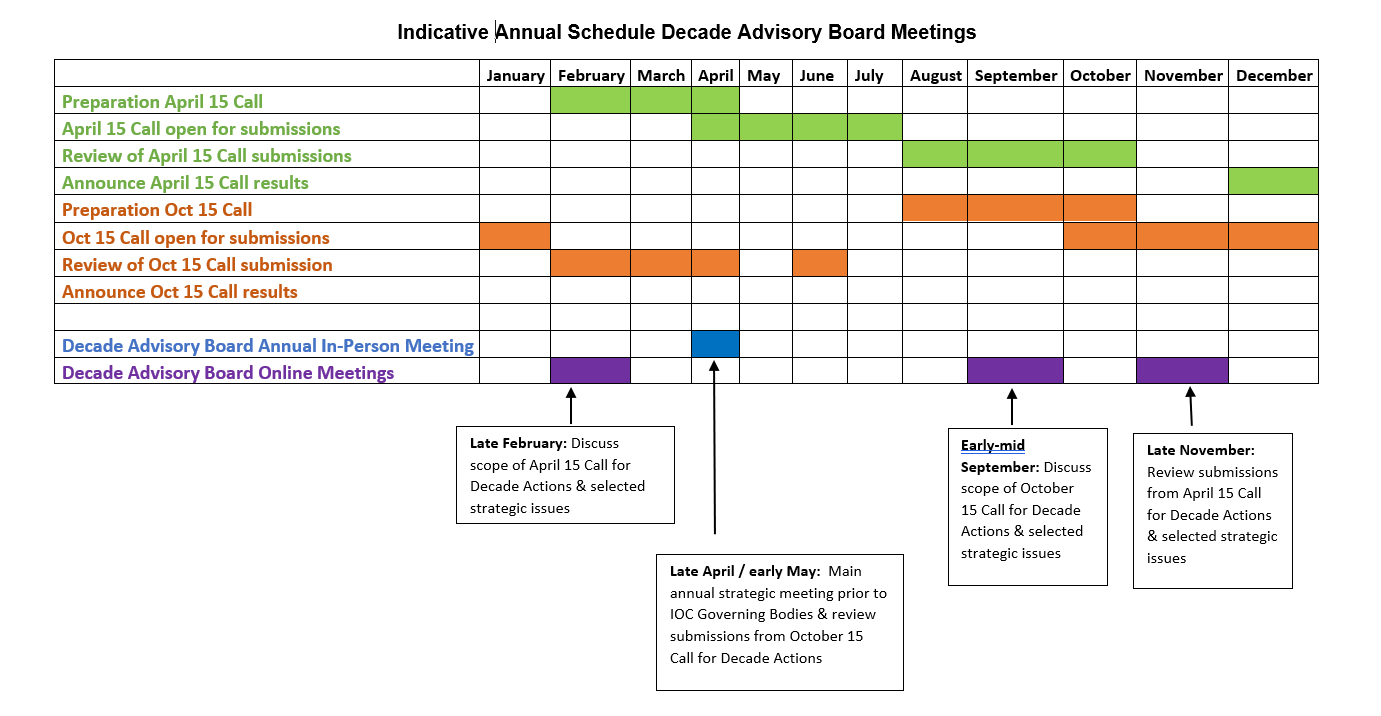 Indicative Annual Schedule Decade Advisory Board Meetings
January February March April May June July August September October November December
Preparation April 15 Call
April 15 Call open for submissions
Review of April 15 Call submissions
Announce April 15 Call results
Preparation Oct 15 Call
Oct 15 Call open for submissions
Review of Oct 15 Call submission
Announce Oct 15 Call results
Decade Advisory Board Annual In-Person Meeting
Decade Advisory Board Online Meetings
Late February: Discuss
scope of April 15 Call for
Decade Actions & selected
strategic issues
Late April / early May: Main
annual strategic meeting prior to
IOC Governing Bodies & review
submissions from October 15
Call for Decade Actions
Early-mid
September: Discuss
scope of October
15 Call for Decade
Actions & selected
strategic issues
Late November:
Review submissions
from April 15 Call
for Decade Actions
& selected strategic
issues